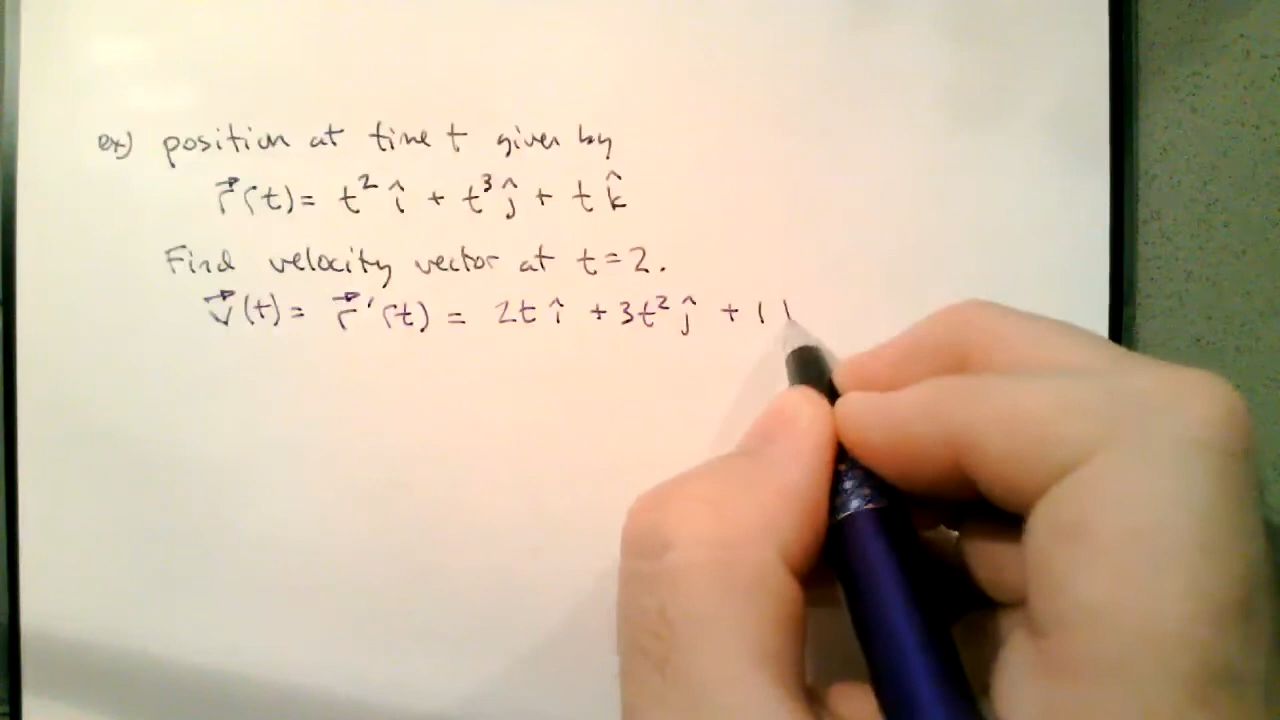 ex) position at time t given by
r⃗(t) = t² î + t³ ĵ + t k̂
Find velocity vector at t=2.
v⃗(t) = r⃗'(t) = 2t î + 3t² ĵ + 1